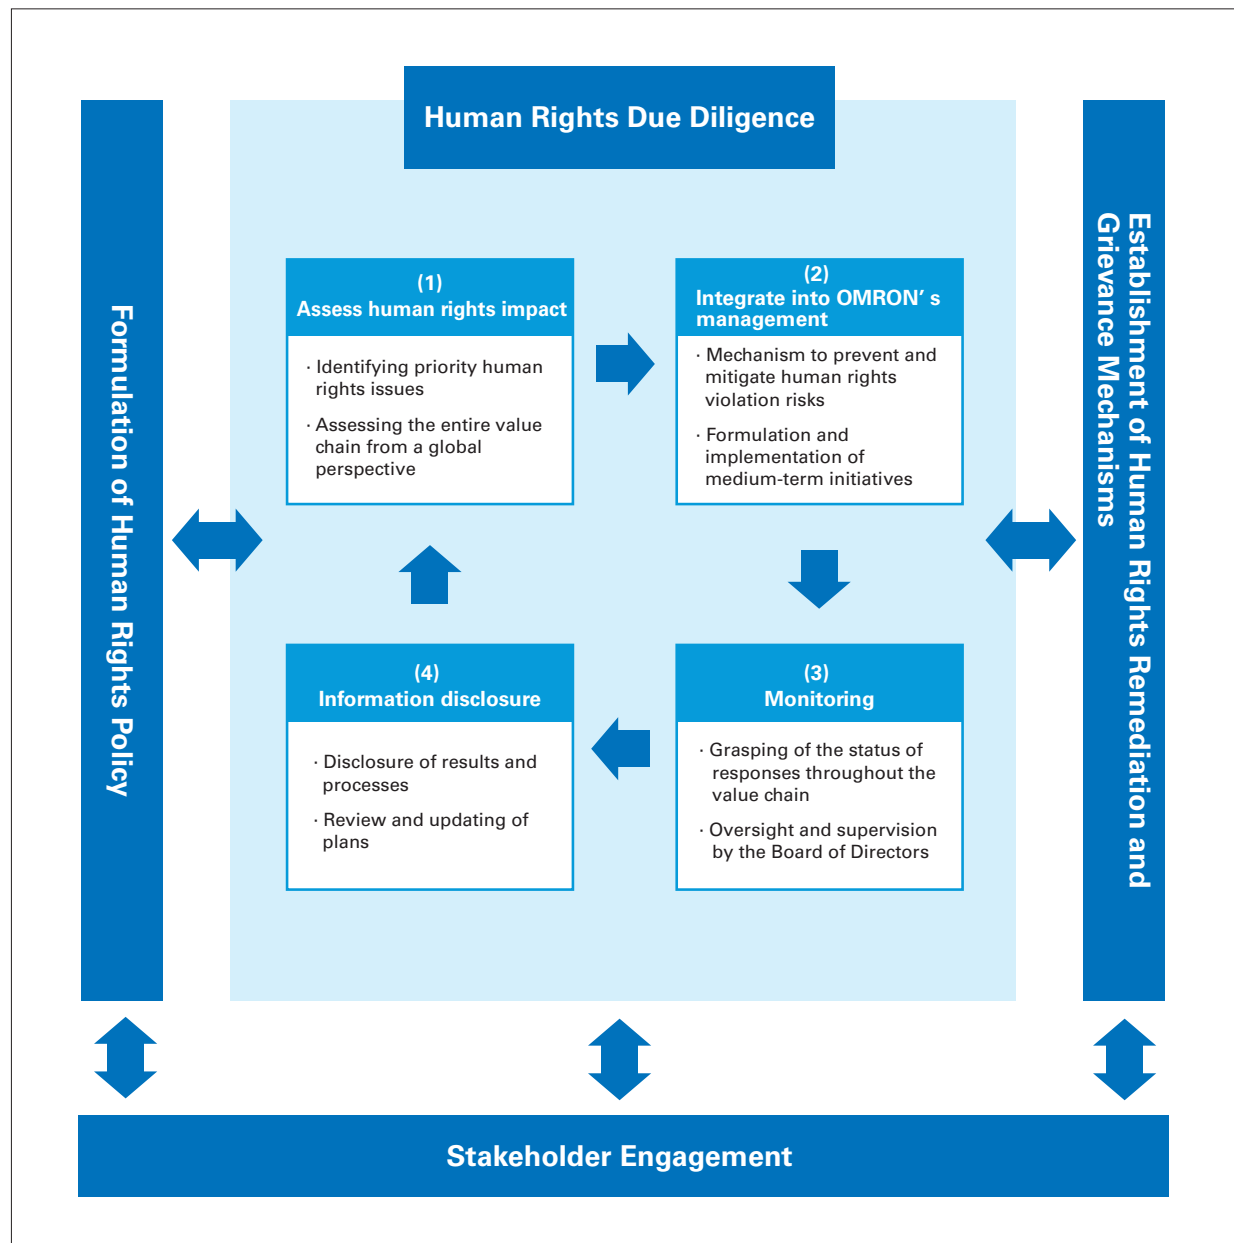 Human Rights Due Diligence
Formulation of Human Rights Policy
(1)
Assess human rights impact
· Identifying priority human
rights issues
· Assessing the entire value
chain from a global
perspective
(2)
Integrate into OMRON’ s
management
· Mechanism to prevent and
mitigate human rights
violation risks
· Formulation and
implementation of
medium-term initiatives
(3)
Monitoring
· Grasping of the status of
responses throughout the
value chain
· Oversight and supervision
by the Board of Directors
(4)
Information disclosure
· Disclosure of results and
processes
· Review and updating of
plans
Establishment of Human Rights Remediation and
Grievance Mechanisms
Stakeholder Engagement